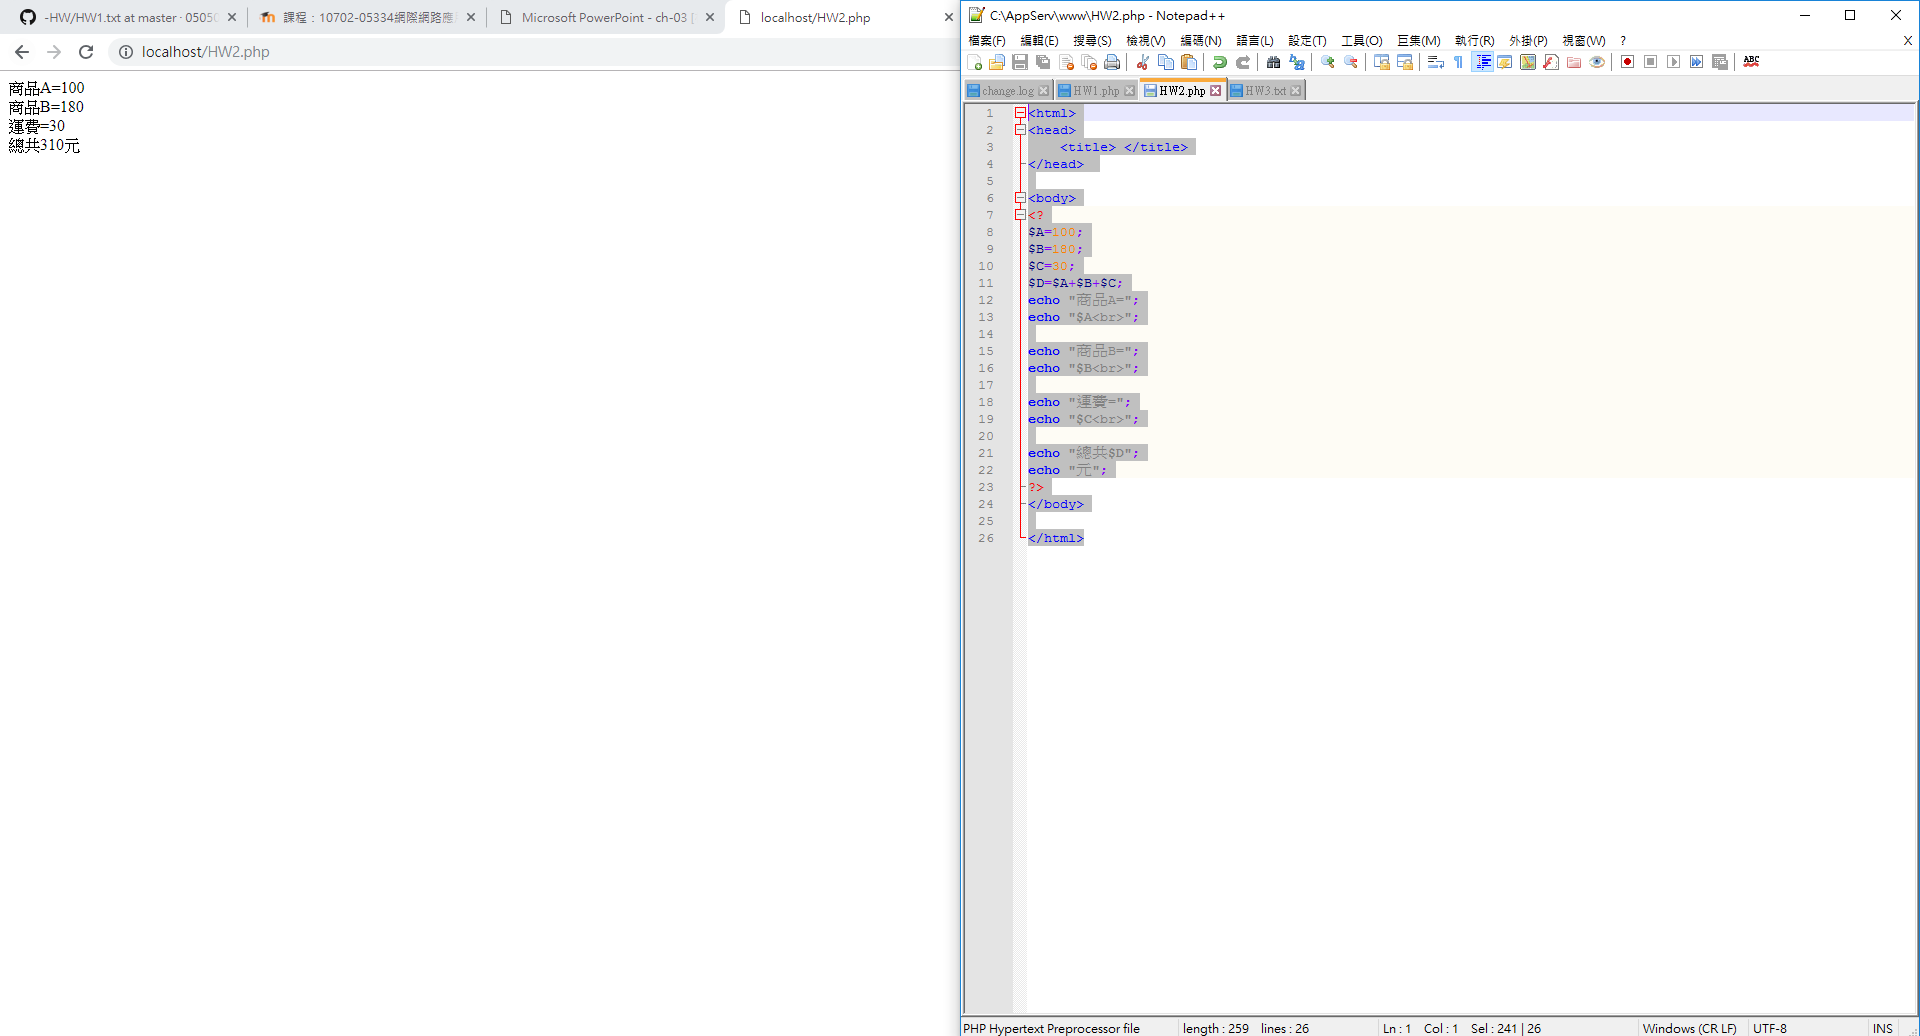 -HW/HW1.txt at master · 0505
課程：10702-05334網際網路應
Microsoft PowerPoint - ch-03 [
localhost/HW2.php
localhost/HW2.php
商品A=100
商品B=180
運費=30
總共310元
C:\AppServ\www\HW2.php - Notepad++
檔案(F) 編輯(E) 搜尋(S) 檢視(V) 編碼(N) 語言(L) 設定(T) 工具(O) 巨集(M) 執行(R) 外掛(P) 視窗(W) ? X
ABC
change.log HW1.php HW2.php HW3.txt
1 <html>
2 <head>
3 <title> </title>
4 </head>
5
6 <body>
7 <?
8 $A=100;
9 $B=180;
10 $C=30;
11 $D=$A+$B+$C;
12 echo "商品A=";
13 echo "$A<br>";
14
15 echo "商品B=";
16 echo "$B<br>";
17
18 echo "運費=";
19 echo "$C<br>";
20
21 echo "總共$D";
22 echo "元";
23 ?>
24 </body>
25
26 </html>
PHP Hypertext Preprocessor file length : 259 lines : 26 Ln : 1 Col : 1 Sel : 241 | 26 Windows (CR LF) UTF-8 INS